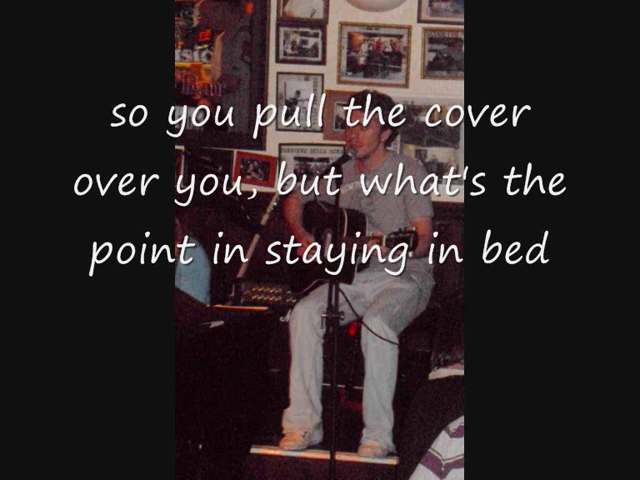 so you pull the cover
over you, but what's the
point in staying in bed